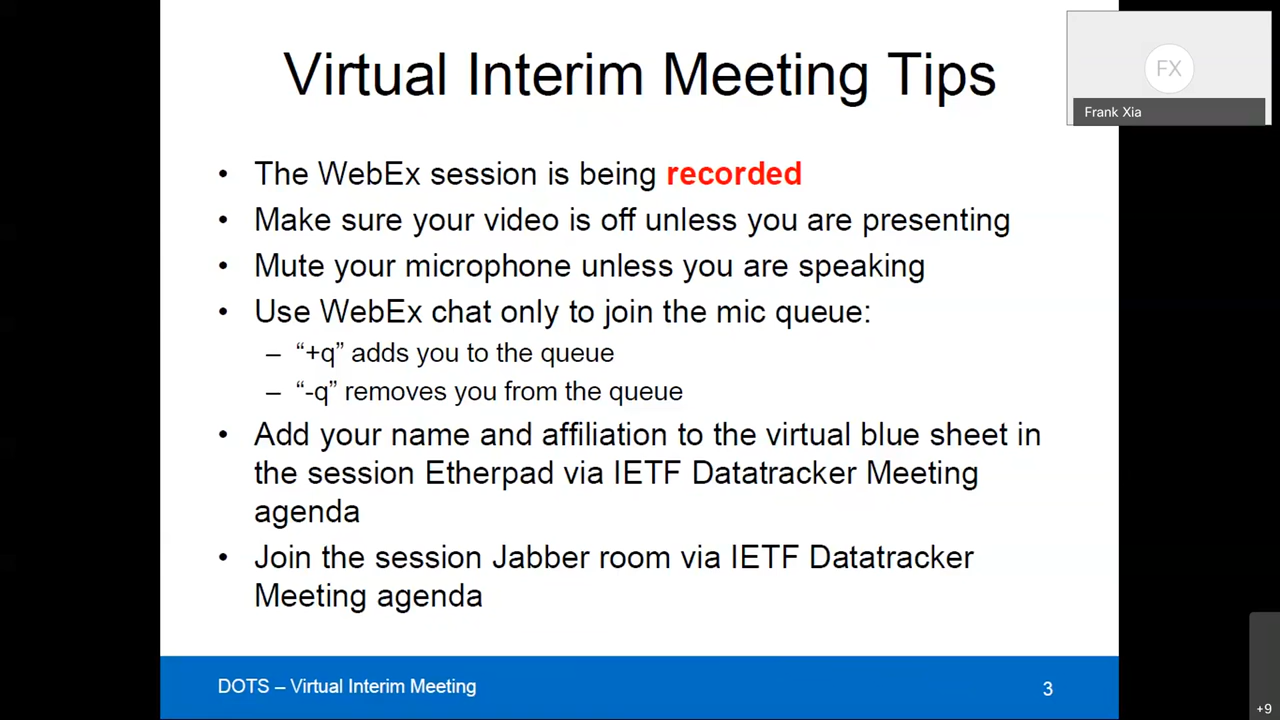 Virtual Interim Meeting Tips
FX
Frank Xia
• The WebEx session is being recorded
• Make sure your video is off unless you are presenting
• Mute your microphone unless you are speaking
• Use WebEx chat only to join the mic queue:
– “+q” adds you to the queue
– “-q” removes you from the queue
• Add your name and affiliation to the virtual blue sheet in
the session Etherpad via IETF Datatracker Meeting
agenda
• Join the session Jabber room via IETF Datatracker
Meeting agenda
DOTS – Virtual Interim Meeting
3
+9